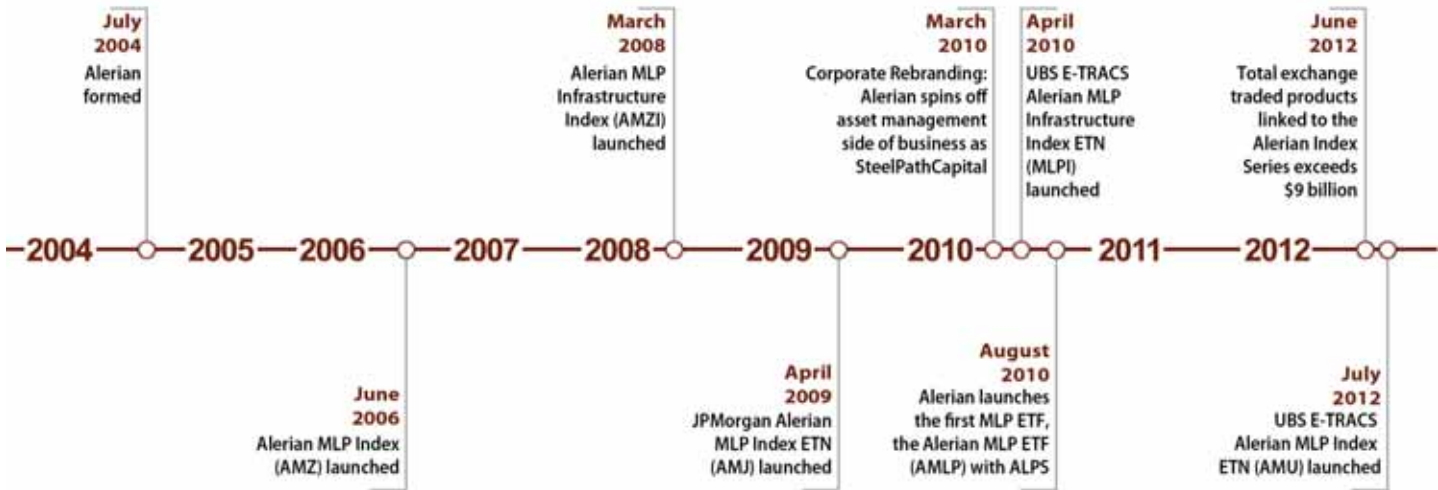 July
2004
Alerian
formed
March
2008
Alerian MLP
Infrastructure
Index (AMZI)
launched
March
2010
Corporate Rebranding:
Alerian spins off
asset management
side of business as
SteelPathCapital
April
2010
UBS E-TRACS
Alerian MLP
Infrastructure
Index ETN
(MLPI)
launched
June
2012
Total exchange
traded products
linked to the
Alerian Index
Series exceeds
$9 billion
2004 2005 2006 2007 2008 2009 2010 2011 2012
June
2006
Alerian MLP Index
(AMZ) launched
April
2009
JPMorgan Alerian
MLP Index ETN
(AMJ) launched
August
2010
Alerian launches
the first MLP ETF,
the Alerian MLP ETF
(AMLP) with ALPS
July
2012
UBS E-TRACS
Alerian MLP Index
ETN (AMU) launched